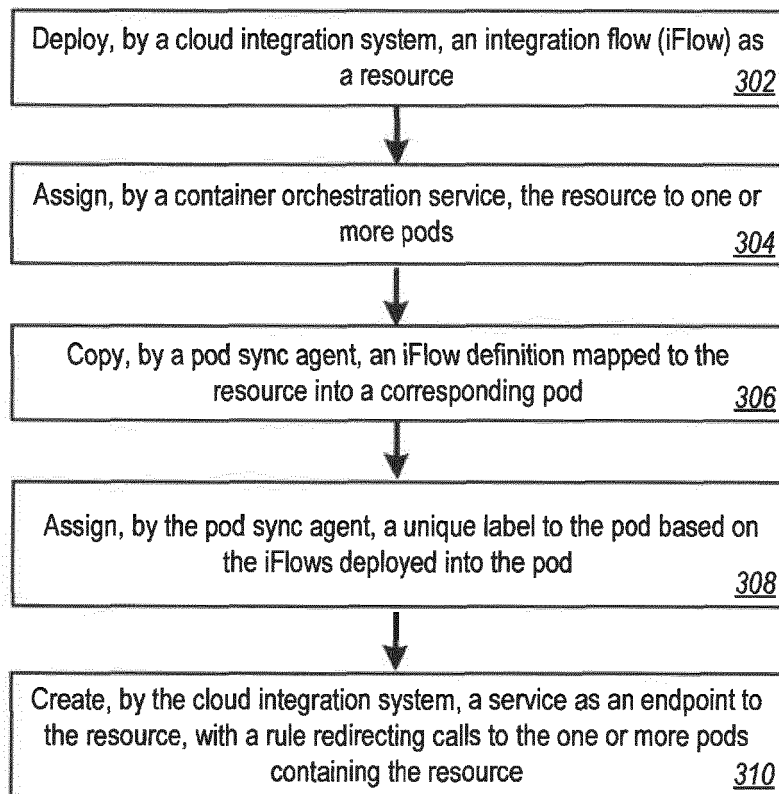 Deploy, by a cloud integration system, an integration flow (iFlow) as
a resource
302
Assign, by a container orchestration service, the resource to one or
more pods
304
Copy, by a pod sync agent, an iFlow definition mapped to the
resource into a corresponding pod
306
Assign, by the pod sync agent, a unique label to the pod based on
the iFlows deployed into the pod
308
Create, by the cloud integration system, a service as an endpoint to
the resource, with a rule redirecting calls to the one or more pods
containing the resource
310